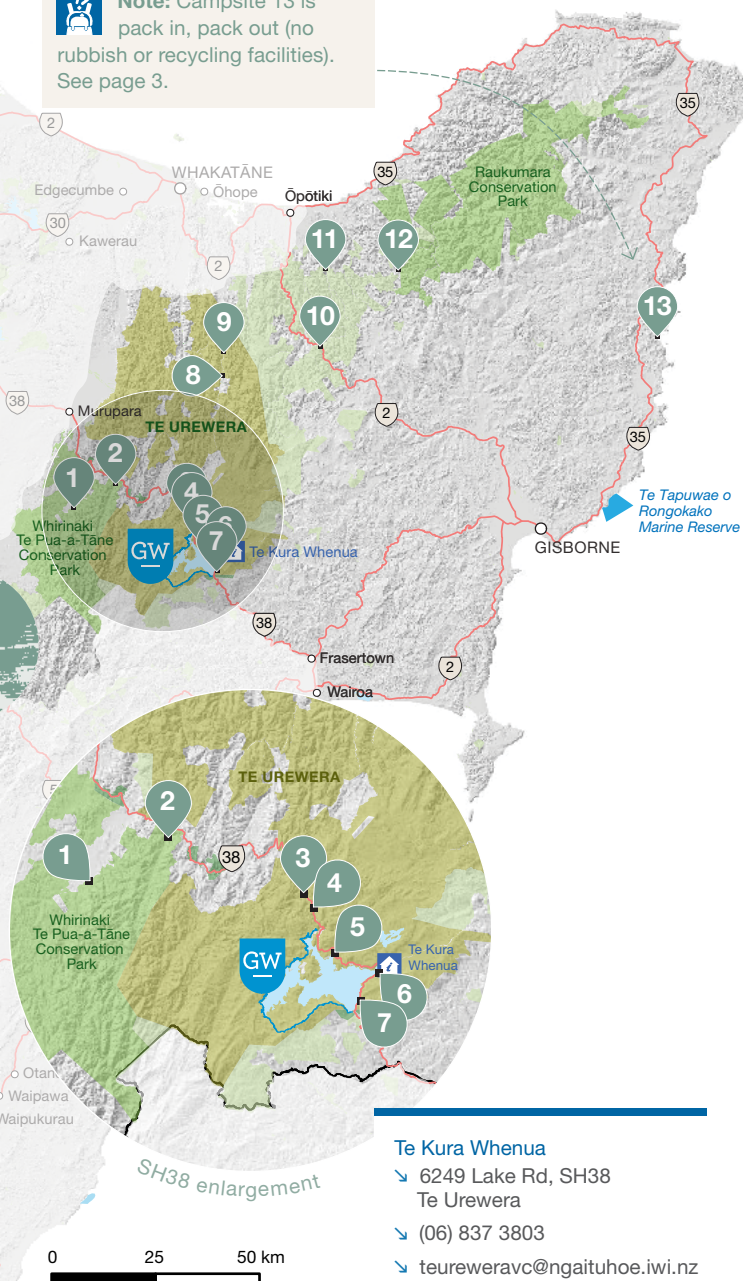 Note: Campsite 13 is
pack in, pack out (no
rubbish or recycling facilities).
See page 3.
35
2
WHAKATĀNE
35
Raukumara
Conservation
Park
Edgecumbe
Ōhope
Ōpōtiki
30
Kawerau
11
12
2
13
9
10
8
38
Murupara
2
TE UREWERA
35
2
1
4
5
6
7
Te Tapuwae o
Rongokako
Marine Reserve
Whirinaki
Te Pua-a-Tāne
Conservation
Park
GW
Te Kura Whenua
GISBORNE
38
Frasertown
2
Wairoa
TE UREWERA
2
38
1
3
4
5
Whirinaki
Te Pua-a-Tāne
Conservation
Park
GW
Te Kura
Whenua
6
7
Waipawa
Waipukurau
SH38 enlargement
Te Kura Whenua
↘ 6249 Lake Rd, SH38
Te Urewera
↘ (06) 837 3803
↘ teureweravc@ngaituhoe.iwi.nz
0 25 50 km